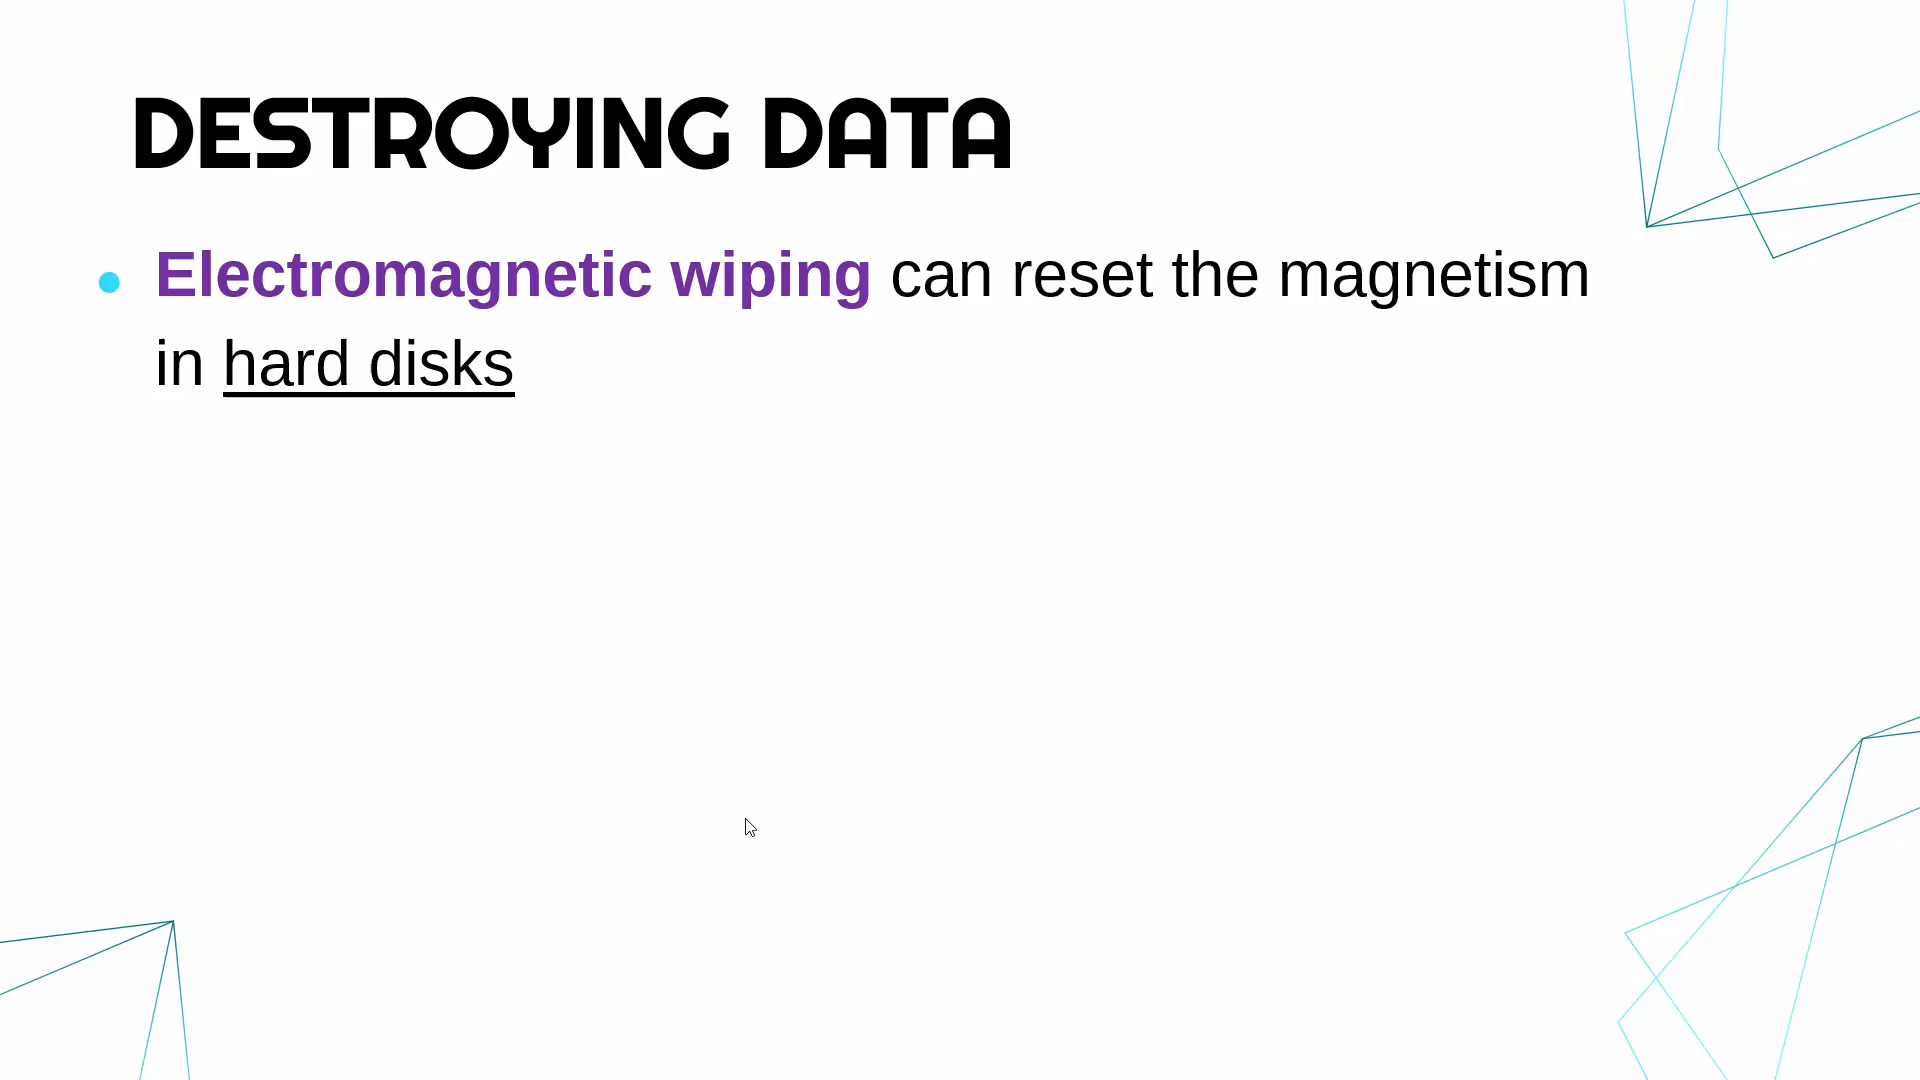 DESTROYING DATA
Electromagnetic wiping can reset the magnetism
in hard disks